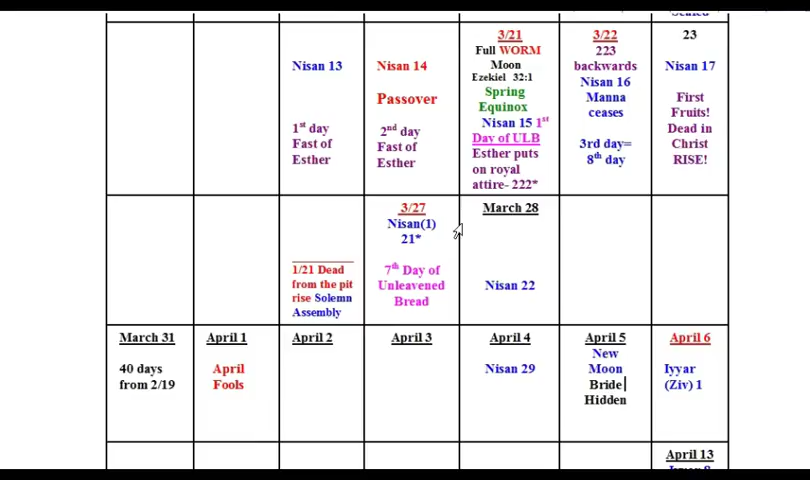 Sealed
Nisan 13
1st day
Fast of
Esther
Nisan 14
Passover
2nd day
Fast of
Esther
3/21
Full WORM
Moon
Ezekiel 32:1
Spring
Equinox
Nisan 15 1st
Day of ULB
Esther puts
on royal
attire- 222*
3/22
223
backwards
Nisan 16
Manna
ceases
3rd day=
8th day
23
Nisan 17
First
Fruits!
Dead in
Christ
RISE!
1/21 Dead
from the pit
rise Solemn
Assembly
3/27
Nisan(1)
21*
7th Day of
Unleavened
Bread
March 28
Nisan 22
March 31
40 days
from 2/19
April 1
April
Fools
April 2
April 3
April 4
Nisan 29
April 5
New
Moon
Bride
Hidden
April 6
Iyyar
(Ziv) 1
April 13